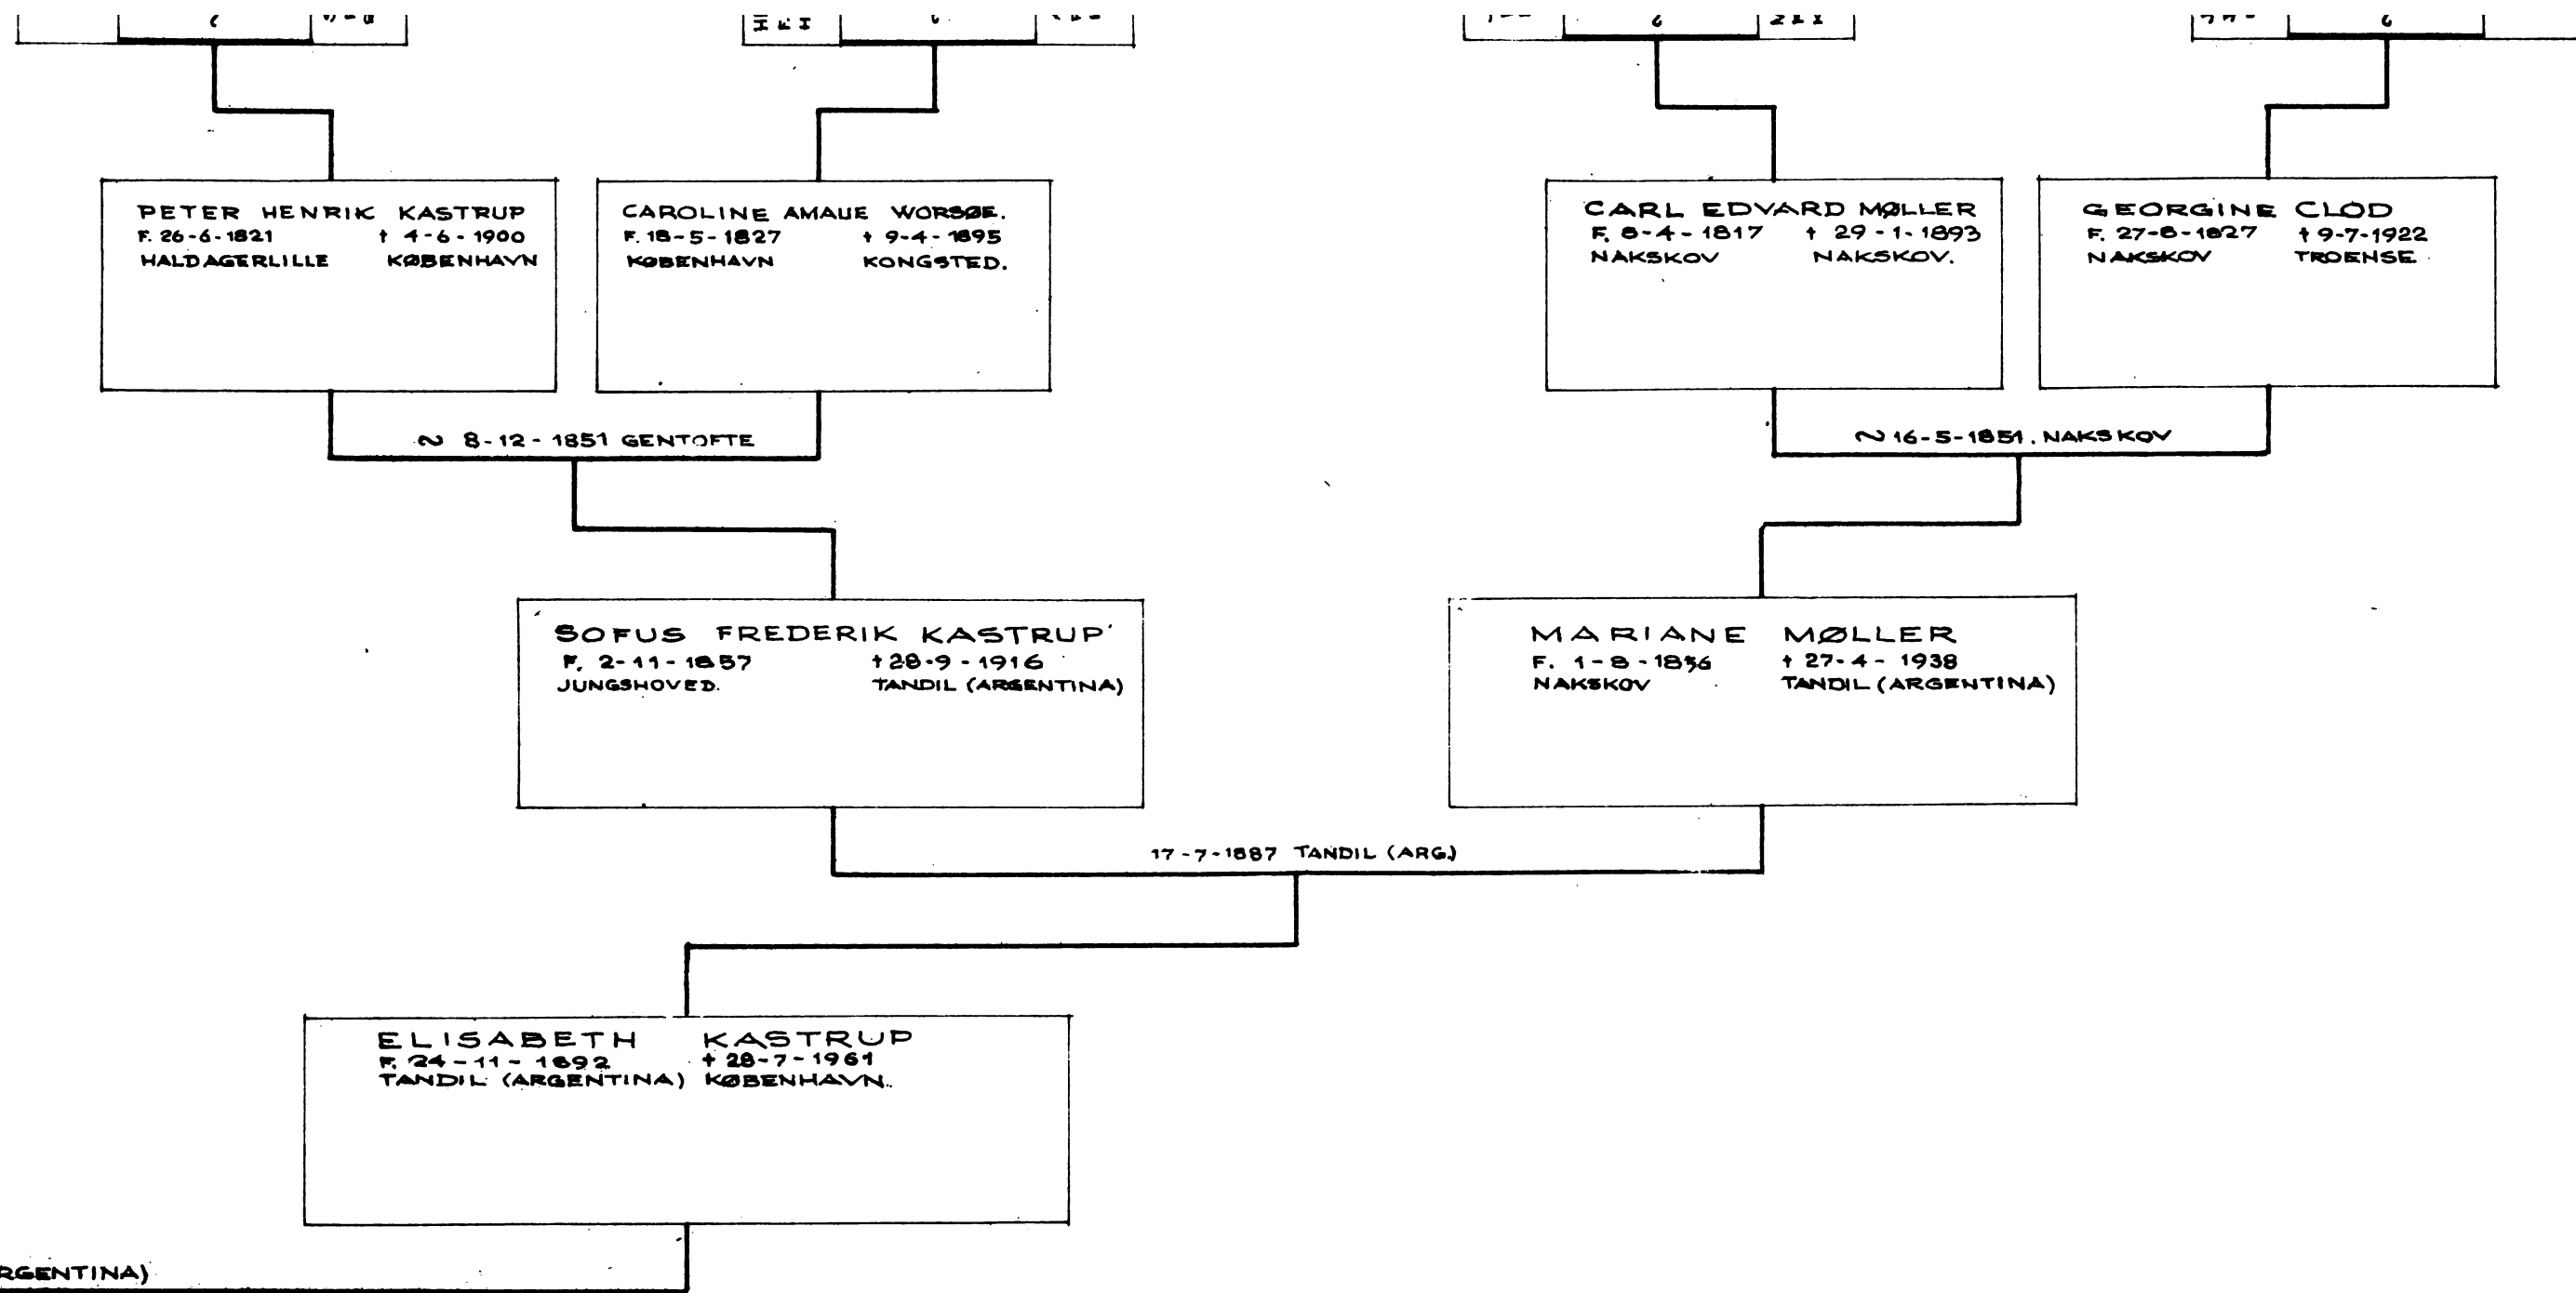 PETER HENRIK KASTRUP
F. 26-6-1821 † 4-6-1900
HALDAGERLILLE KØBENHAVN
CAROLINE AMALIE WORSØE.
F. 18-5-1827 † 9-4-1895
KØBENHAVN KONGSTED.
CARL EDVARD MØLLER
F. 8-4-1817 † 29-1-1893
NAKSKOV NAKSKOV.
GEORGINE CLOD
F. 27-8-1827 † 9-7-1922
NAKSKOV TROENSE
~ 8-12-1851 GENTOFTE
~ 16-5-1851. NAKSKOV
SOFUS FREDERIK KASTRUP
F. 2-11-1857 † 28-9-1916
JUNGSHOVED. TANDIL (ARGENTINA)
MARIANE MØLLER
F. 1-8-1856 † 27-4-1938
NAKSKOV TANDIL (ARGENTINA)
17-7-1887 TANDIL (ARG.)
ELISABETH KASTRUP
F. 24-11-1892 † 28-7-1961
TANDIL (ARGENTINA) KØBENHAVN.
RGENTINA)